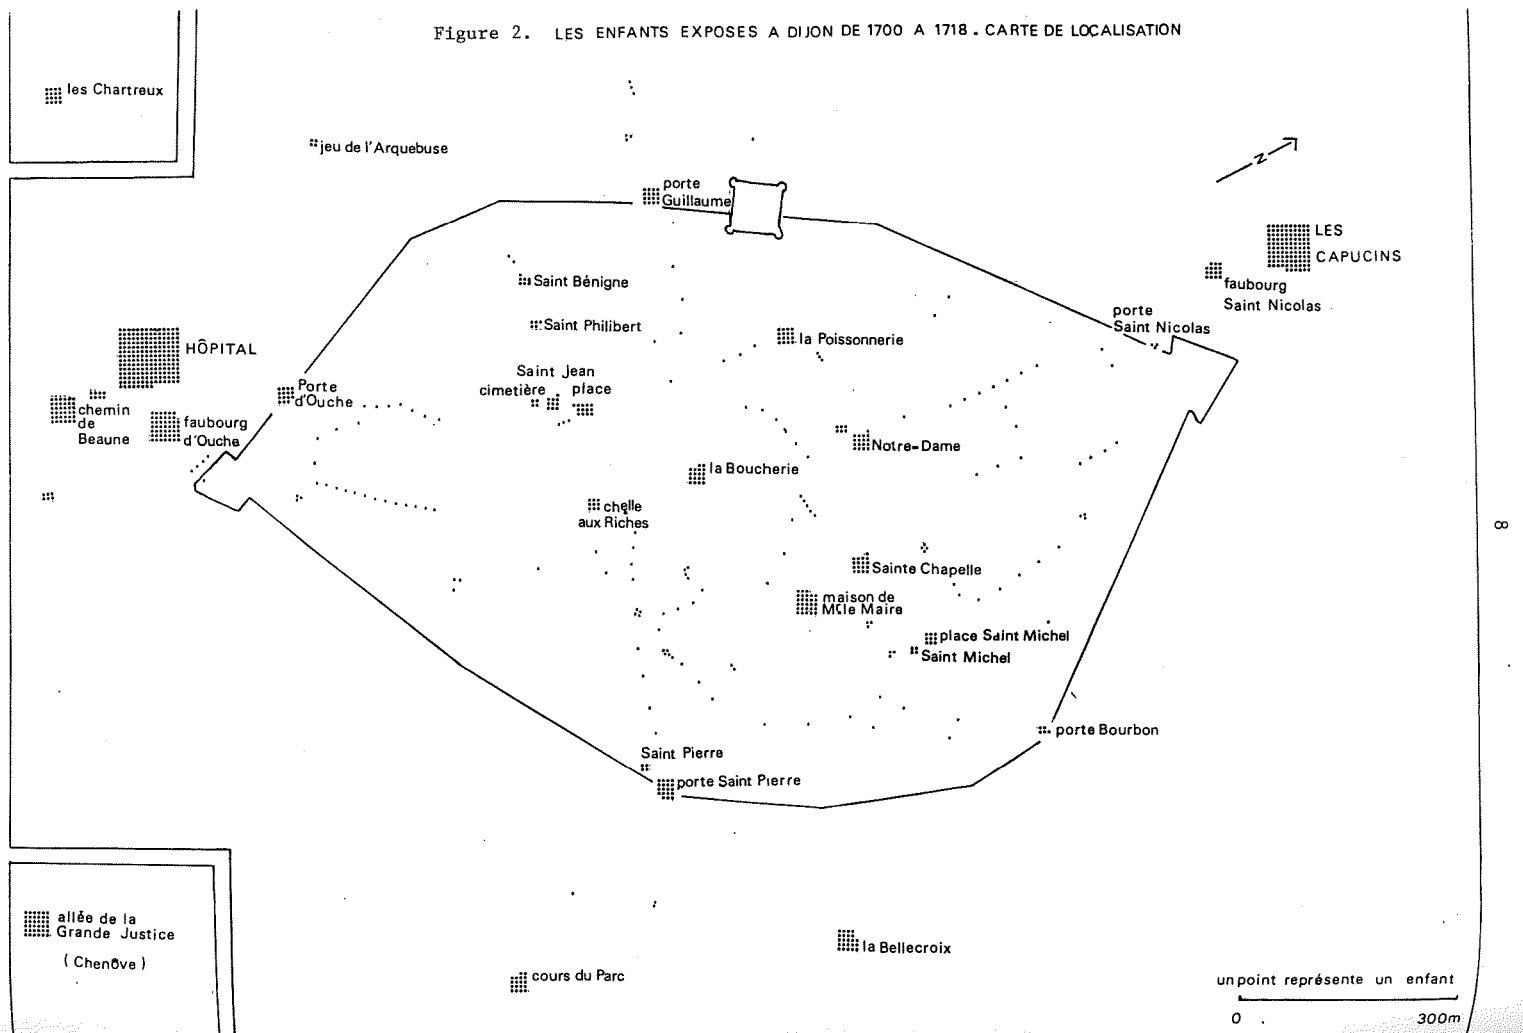 Figure 2. LES ENFANTS EXPOSES A DIJON DE 1700 A 1718. CARTE DE LOCALISATION
les Chartreux
jeu de l'Arquebuse
porte
Guillaume
N
LES
CAPUCINS
faubourg
Saint Nicolas
porte
Saint Nicolas
Saint Bénigne
Saint Philibert
la Poissonnerie
HÔPITAL
Saint Jean
cimetière place
Porte
d'Ouche
chemin
de
Beaune
faubourg
d'Ouche
Notre-Dame
la Boucherie
chelle
aux Riches
8
Sainte Chapelle
maison de
M. le Maire
place Saint Michel
Saint Michel
porte Bourbon
Saint Pierre
porte Saint Pierre
allée de la
Grande Justice
(Chenôve)
la Bellecroix
cours du Parc
un point représente un enfant
0 300m